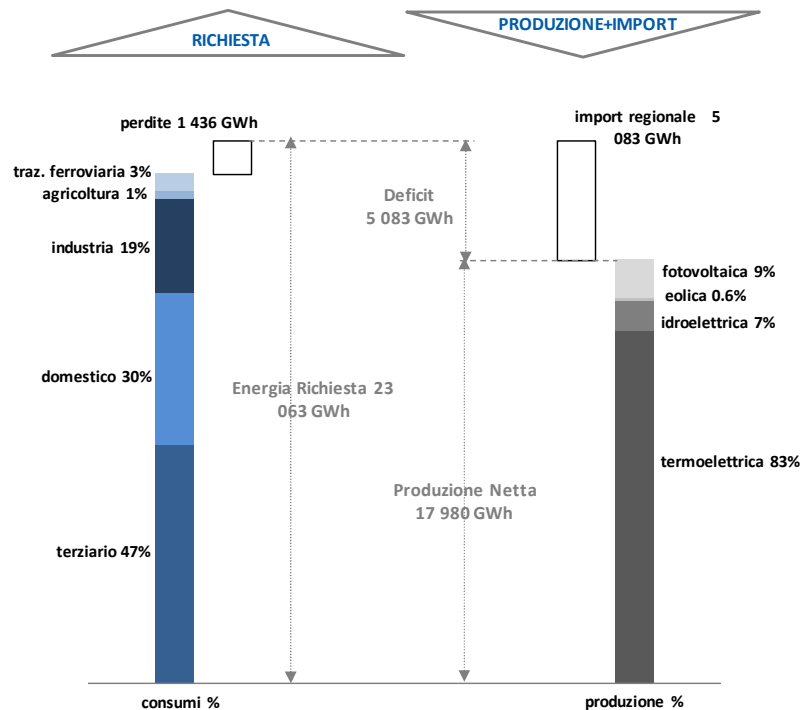 RICHIESTA
PRODUZIONE+IMPORT
perdite 1 436 GWh
import regionale 5
083 GWh
traz. ferroviaria 3%
agricoltura 1%
industria 19%
domestico 30%
terziario 47%
Deficit
5 083 GWh
Energia Richiesta 23
063 GWh
Produzione Netta
17 980 GWh
fotovoltaica 9%
eolica 0.6%
idroelettrica 7%
termoelettrica 83%
consumi %
produzione %